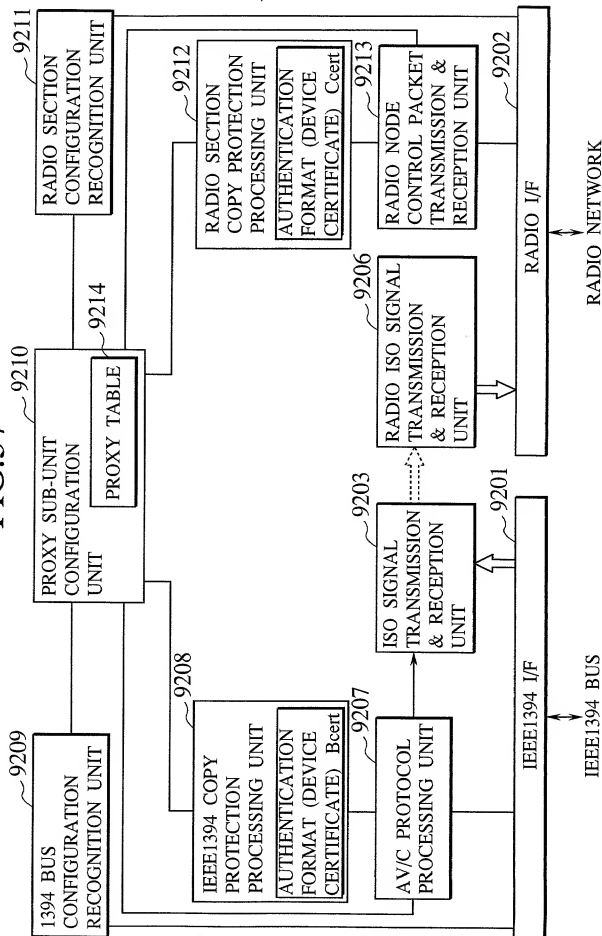 9209
1394 BUS
CONFIGURATION
RECOGNITION UNIT
9210
PROXY SUB-UNIT
CONFIGURATION
UNIT
9214
PROXY TABLE
9211
RADIO SECTION
CONFIGURATION
RECOGNITION UNIT
9208
IEEE1394 COPY
PROTECTION
PROCESSING UNIT
AUTHENTICATION
FORMAT (DEVICE
CERTIFICATE) Bcert
9212
RADIO SECTION
COPY PROTECTION
PROCESSING UNIT
AUTHENTICATION
FORMAT (DEVICE
CERTIFICATE) Ccert
9207
AV/C PROTOCOL
PROCESSING UNIT
9203
ISO SIGNAL
TRANSMISSION
& RECEPTION
UNIT
9206
RADIO ISO SIGNAL
TRANSMISSION
& RECEPTION
UNIT
9213
RADIO NODE
CONTROL PACKET
TRANSMISSION &
RECEPTION UNIT
9201
IEEE1394 I/F
9202
RADIO I/F
IEEE1394 BUS
RADIO NETWORK